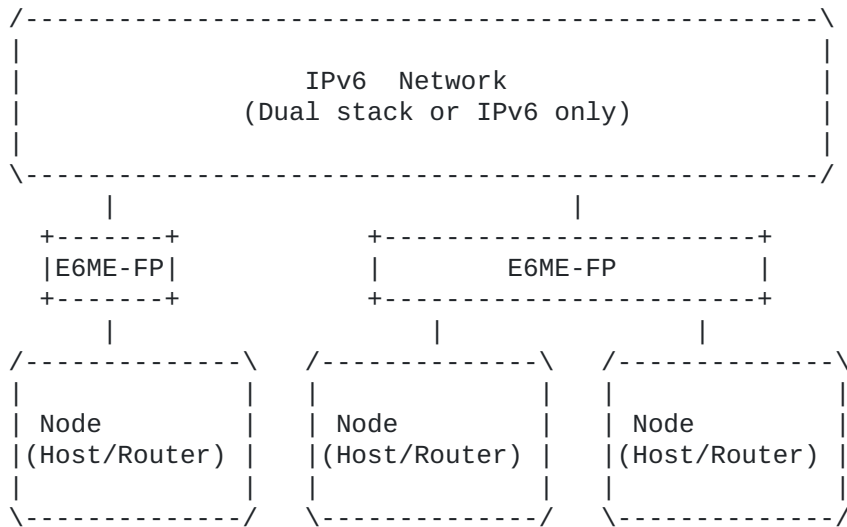 IPv6 Network
(Dual stack or IPv6 only)
E6ME-FP E6ME-FP
Node Node Node
(Host/Router) (Host/Router) (Host/Router)